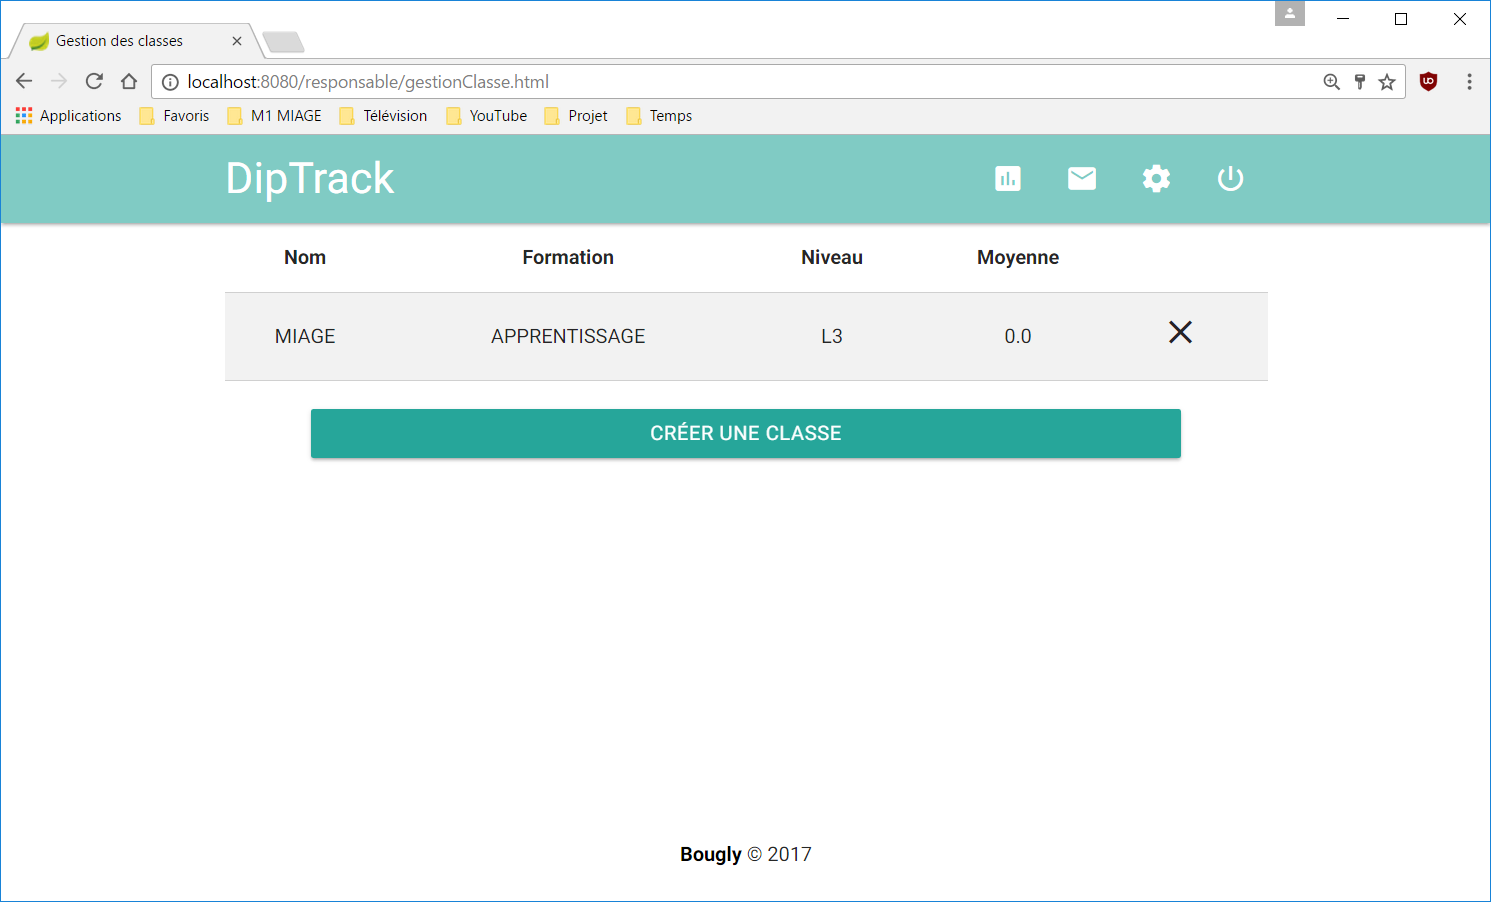 Gestion des classes
localhost:8080/responsable/gestionClasse.html
Applications Favoris M1 MIAGE Télévision YouTube Projet Temps
DipTrack
Nom Formation Niveau Moyenne
MIAGE APPRENTISSAGE L3 0.0
CRÉER UNE CLASSE
Bougly © 2017